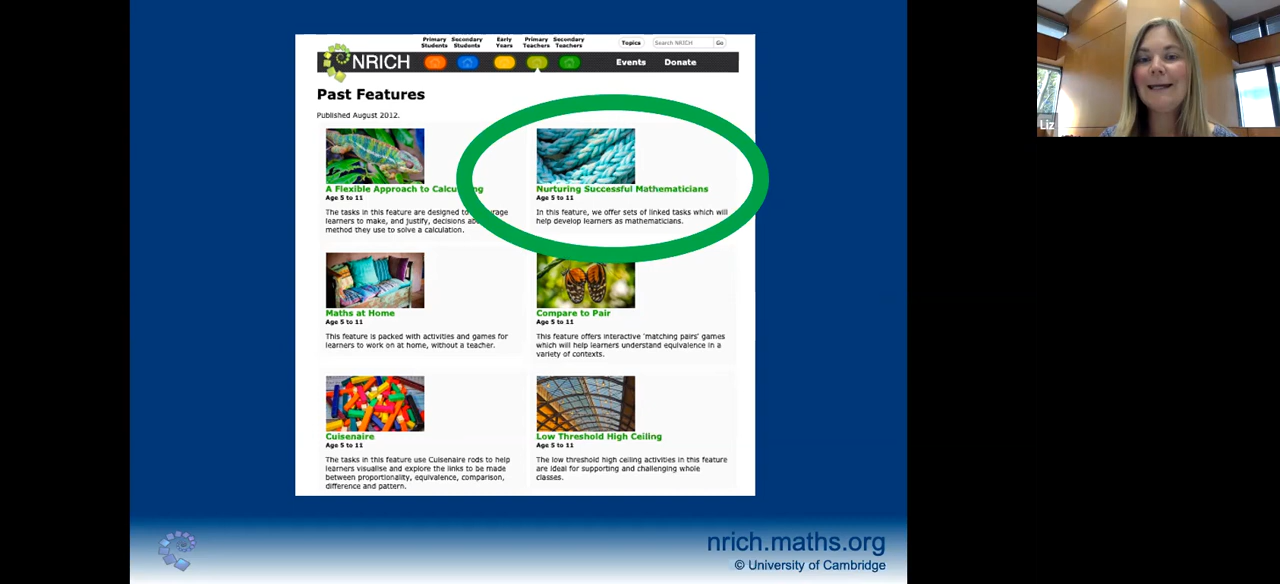 Primary Students
Secondary Students
Early Years
Primary Teachers
Secondary Teachers
Topics
Search NRICH
Go
NRICH
Events
Donate
Past Features
Published August 2012.
A Flexible Approach to
Age 5 to 11
The tasks in this feature are designed to
learners to make, and justify, decisions
method they use to solve a calculation.
Nurturing Successful Mathematicians
Age 5 to 11
In this feature, we offer sets of linked tasks which will
help develop learners as mathematicians.
Maths at Home
Age 5 to 11
This feature is packed with activities and games for
learners to work on at home, without a teacher.
Compare to Pair
Age 5 to 11
This feature offers interactive 'matching pairs' games
which will help learners understand equivalence in a
variety of contexts.
Cuisenaire
Age 5 to 11
The tasks in this feature use Cuisenaire rods to help
learners visualise and explore the links to be made
between proportionality, equivalence, comparison,
difference and pattern.
Low Threshold High Ceiling
Age 5 to 11
The low threshold high ceiling activities in this feature
are ideal for supporting and challenging whole
classes.
nrich.maths.org
© University of Cambridge
Liz